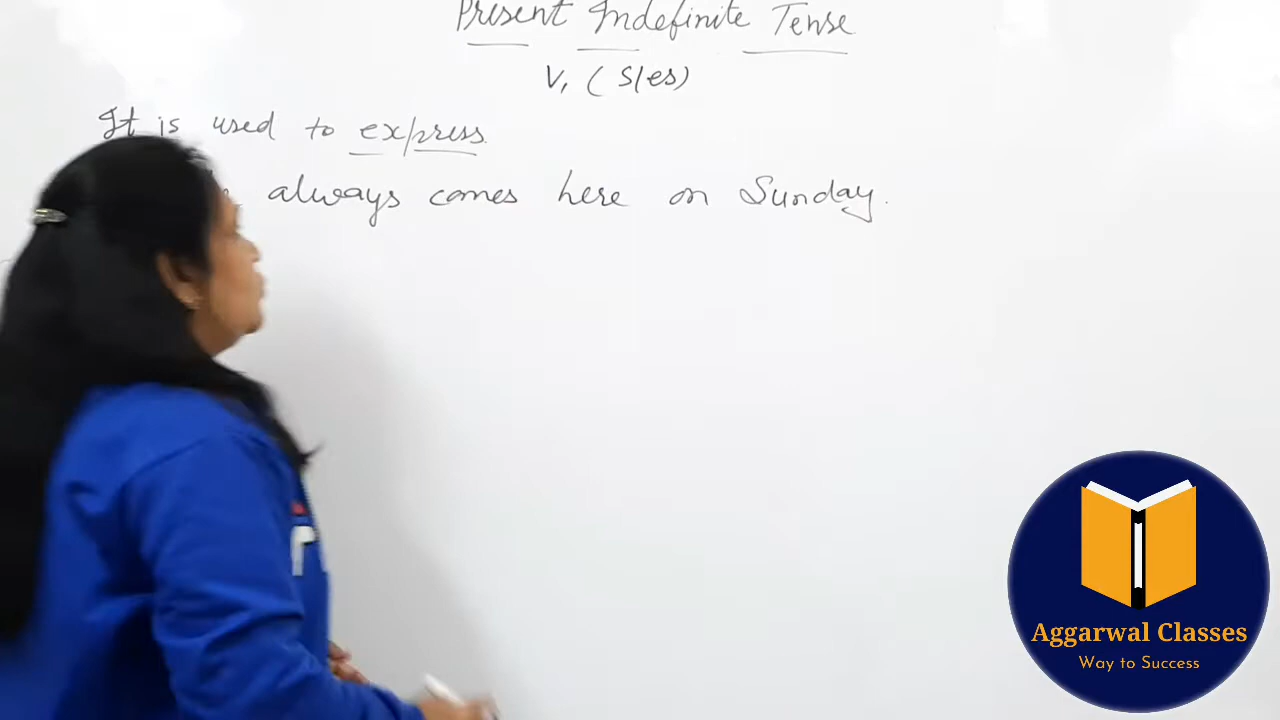 Present Indefinite Tense
V₁ (s/es)
It is used to express.
always comes here on Sunday.
Aggarwal Classes
Way to Success